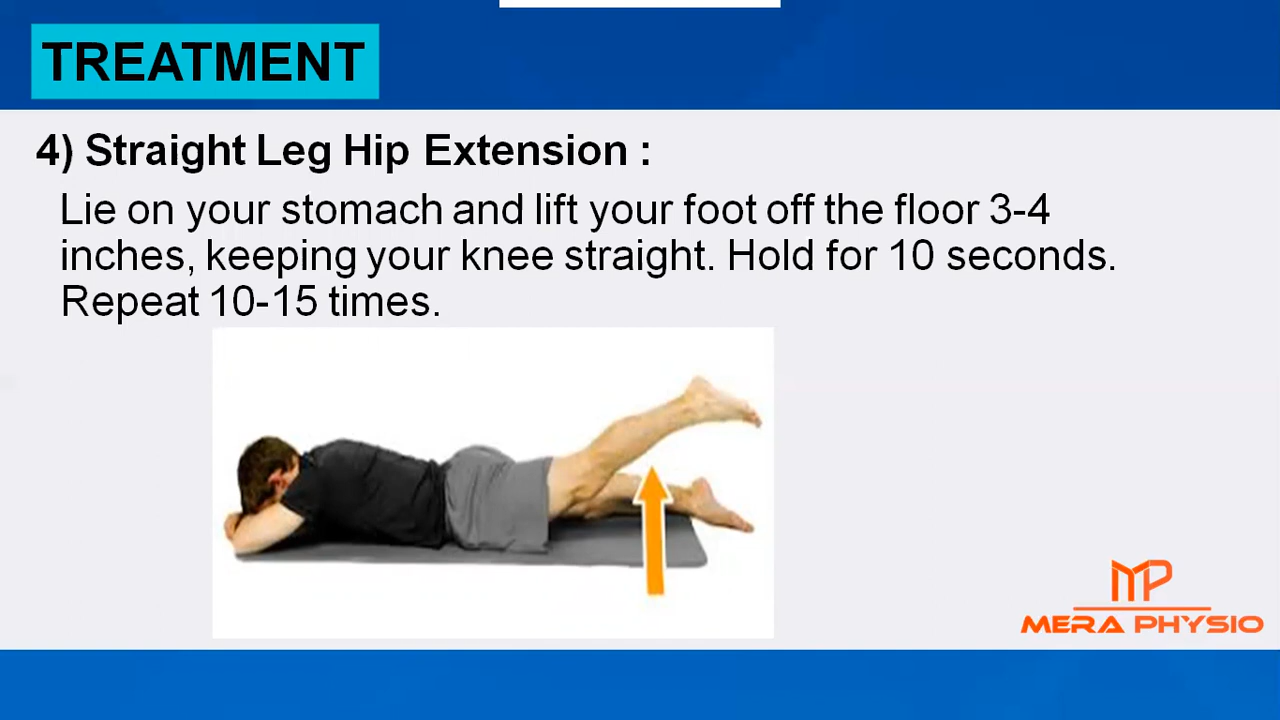 TREATMENT
4) Straight Leg Hip Extension :
Lie on your stomach and lift your foot off the floor 3-4
inches, keeping your knee straight. Hold for 10 seconds.
Repeat 10-15 times.
MP
MERA PHYSIO